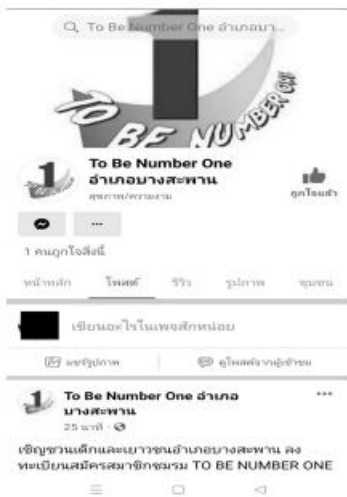 To Be Number One อำเภอบา...
1
TO BE NUMBER ONE
To Be Number One
อำเภอบางสะพาน
สุขภาพ/ความงาม
ถูกใจแล้ว
1 คนถูกใจสิ่งนี้
หน้าหลัก โพสต์ รีวิว รูปภาพ ชุมชน
เขียนอะไรในเพจสักหน่อย
แชร์รูปภาพ ดูโพสต์จากผู้เข้าชม
To Be Number One อำเภอ
บางสะพาน
25 นาที
เชิญชวนเด็กและเยาวชนอำเภอบางสะพาน ลง
ทะเบียนสมัครสมาชิกชมรม TO BE NUMBER ONE